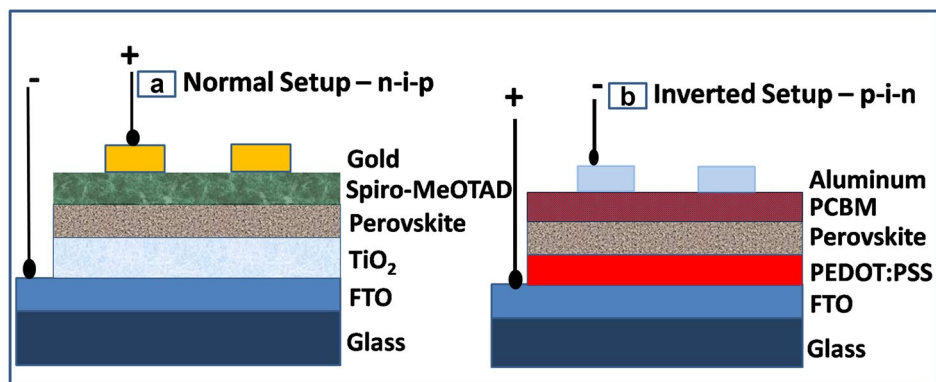 -
+
a Normal Setup – n-i-p
Gold
Spiro-MeOTAD
Perovskite
TiO₂
FTO
Glass
+
-
b Inverted Setup – p-i-n
Aluminum
PCBM
Perovskite
PEDOT:PSS
FTO
Glass